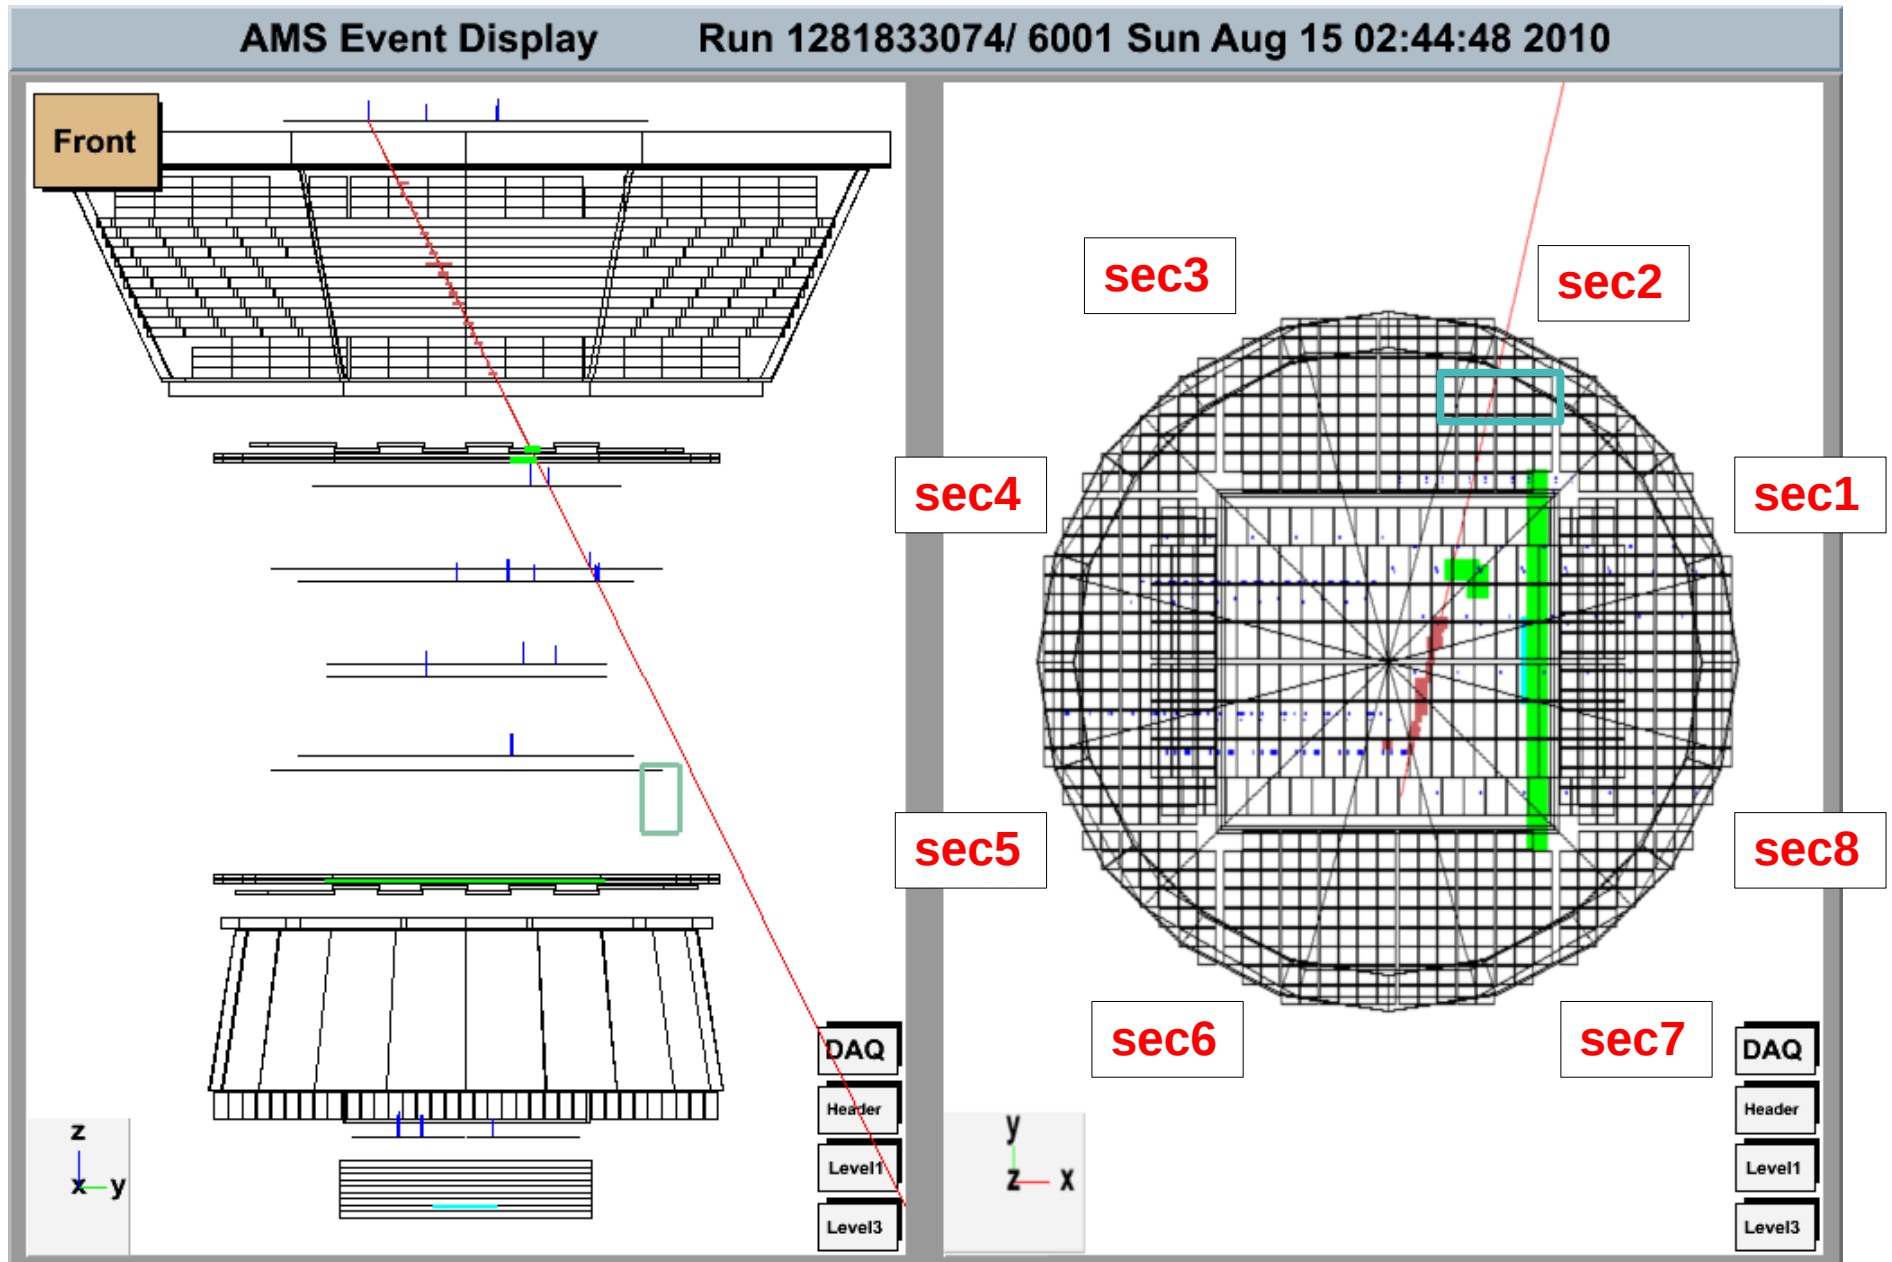 AMS Event Display Run 1281833074/ 6001 Sun Aug 15 02:44:48 2010
Front
sec3
sec2
sec4
sec1
sec5
sec8
sec6
sec7
DAQ
Header
Level1
Level3
z
x y
DAQ
Header
Level1
Level3
y
z x